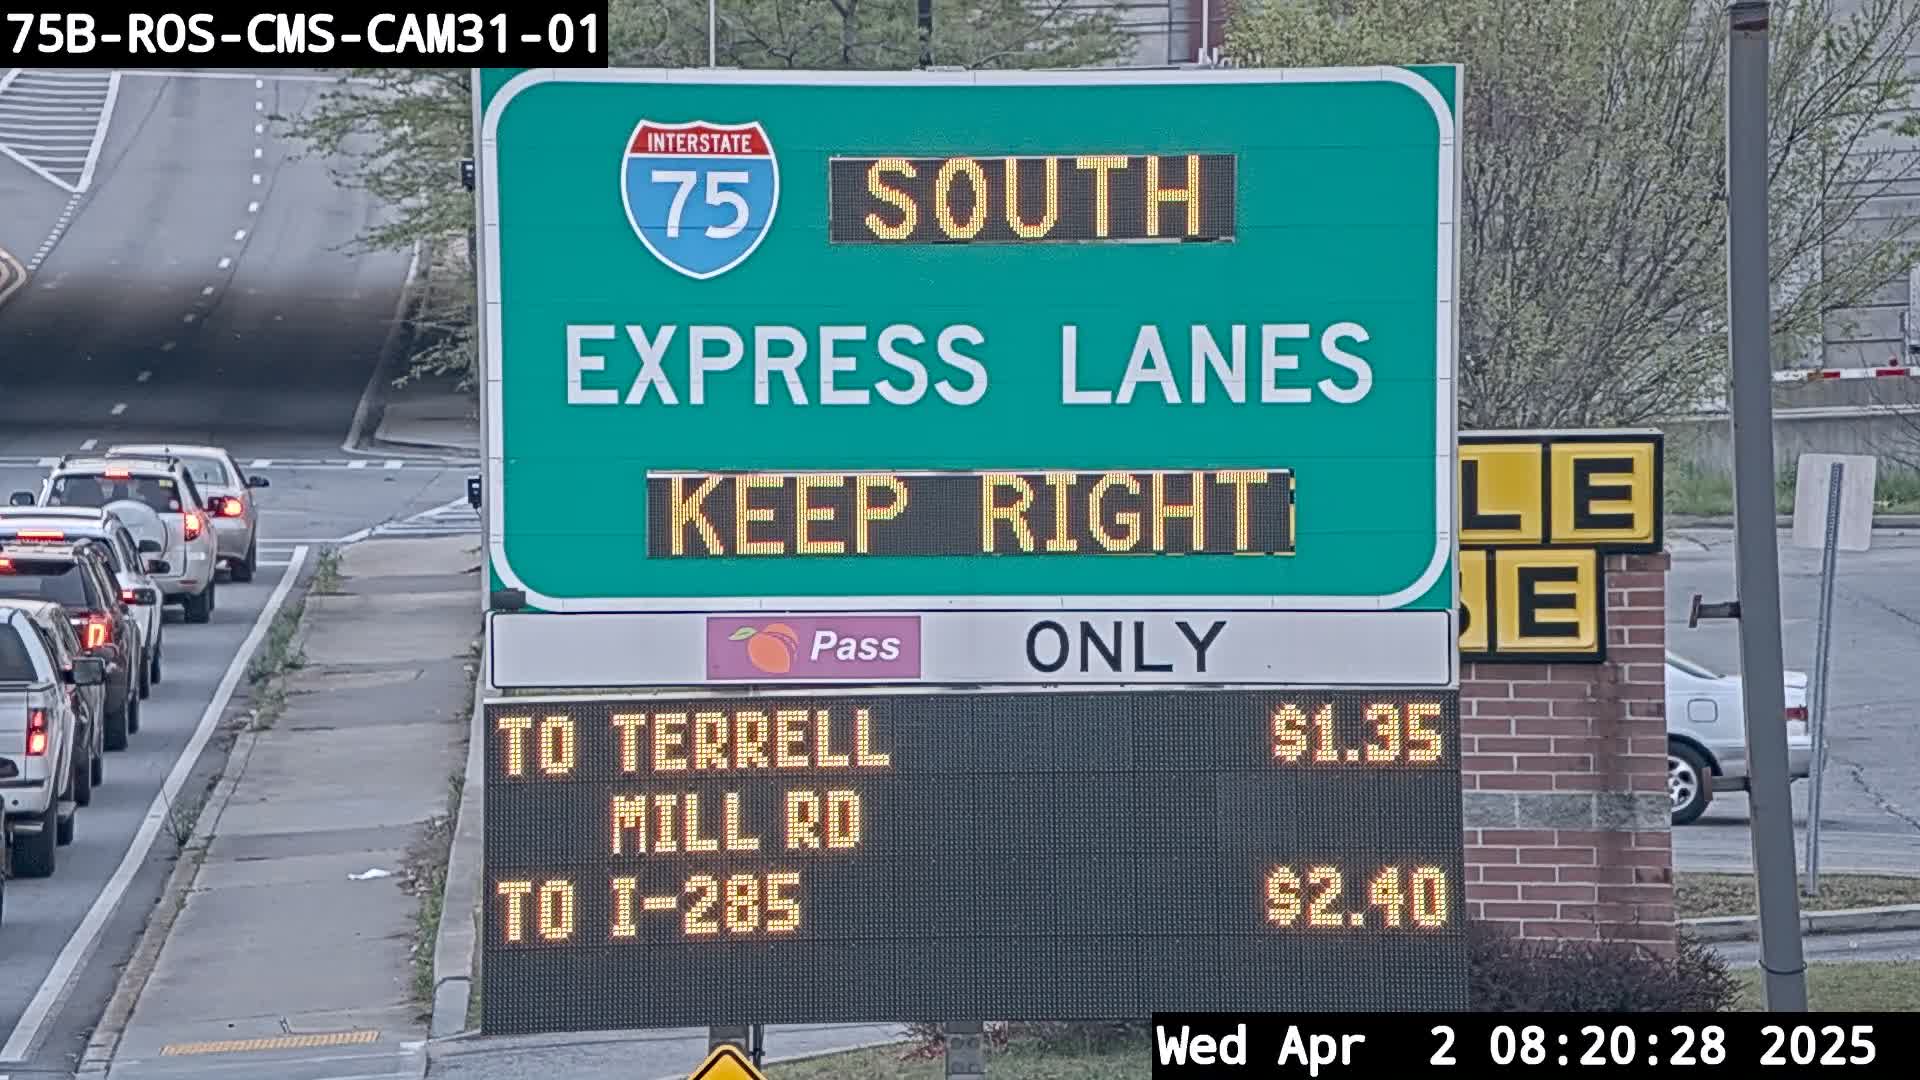 75B-ROS-CMS-CAM31-01
INTERSTATE
75
SOUTH
EXPRESS LANES
KEEP RIGHT
LE
E
Pass ONLY
TO TERRELL $1.35
MILL RD
TO I-285 $2.40
Wed Apr 2 08:20:28 2025